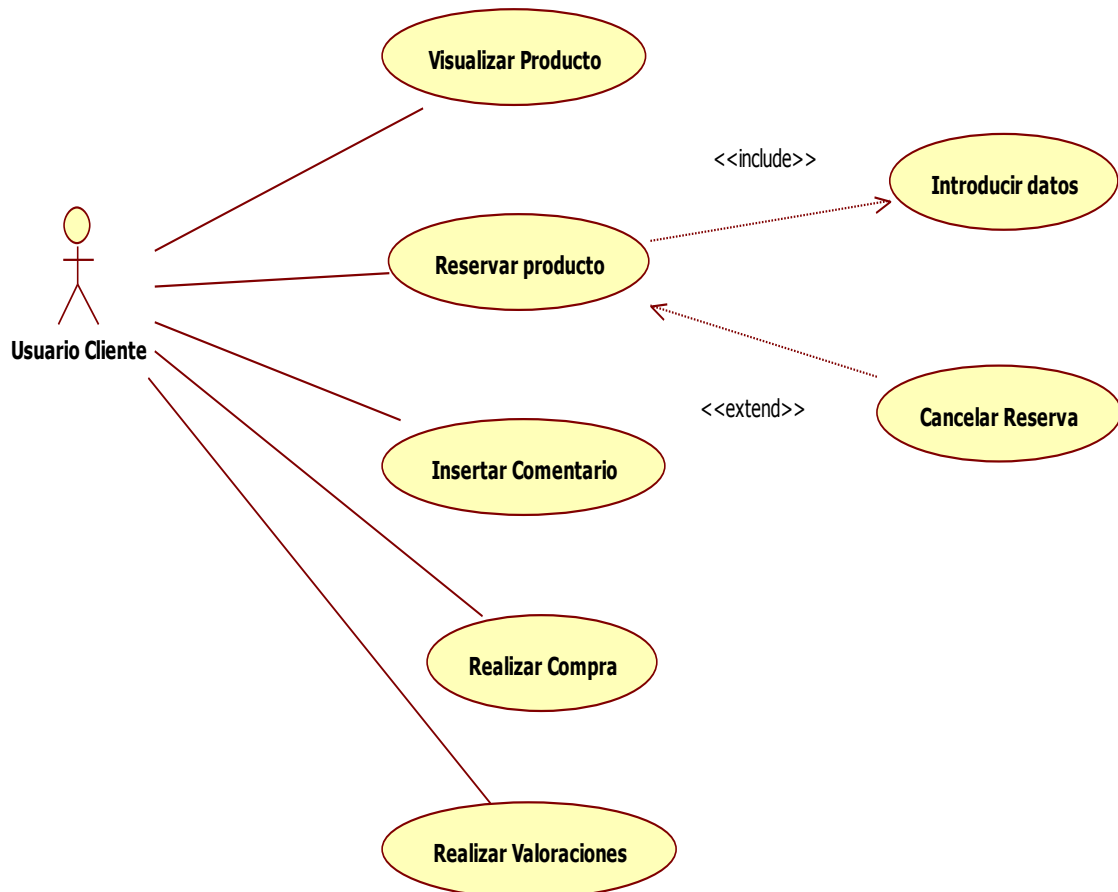 Visualizar Producto
<<include>>
Introducir datos
Reservar producto
Usuario Cliente
<<extend>>
Cancelar Reserva
Insertar Comentario
Realizar Compra
Realizar Valoraciones